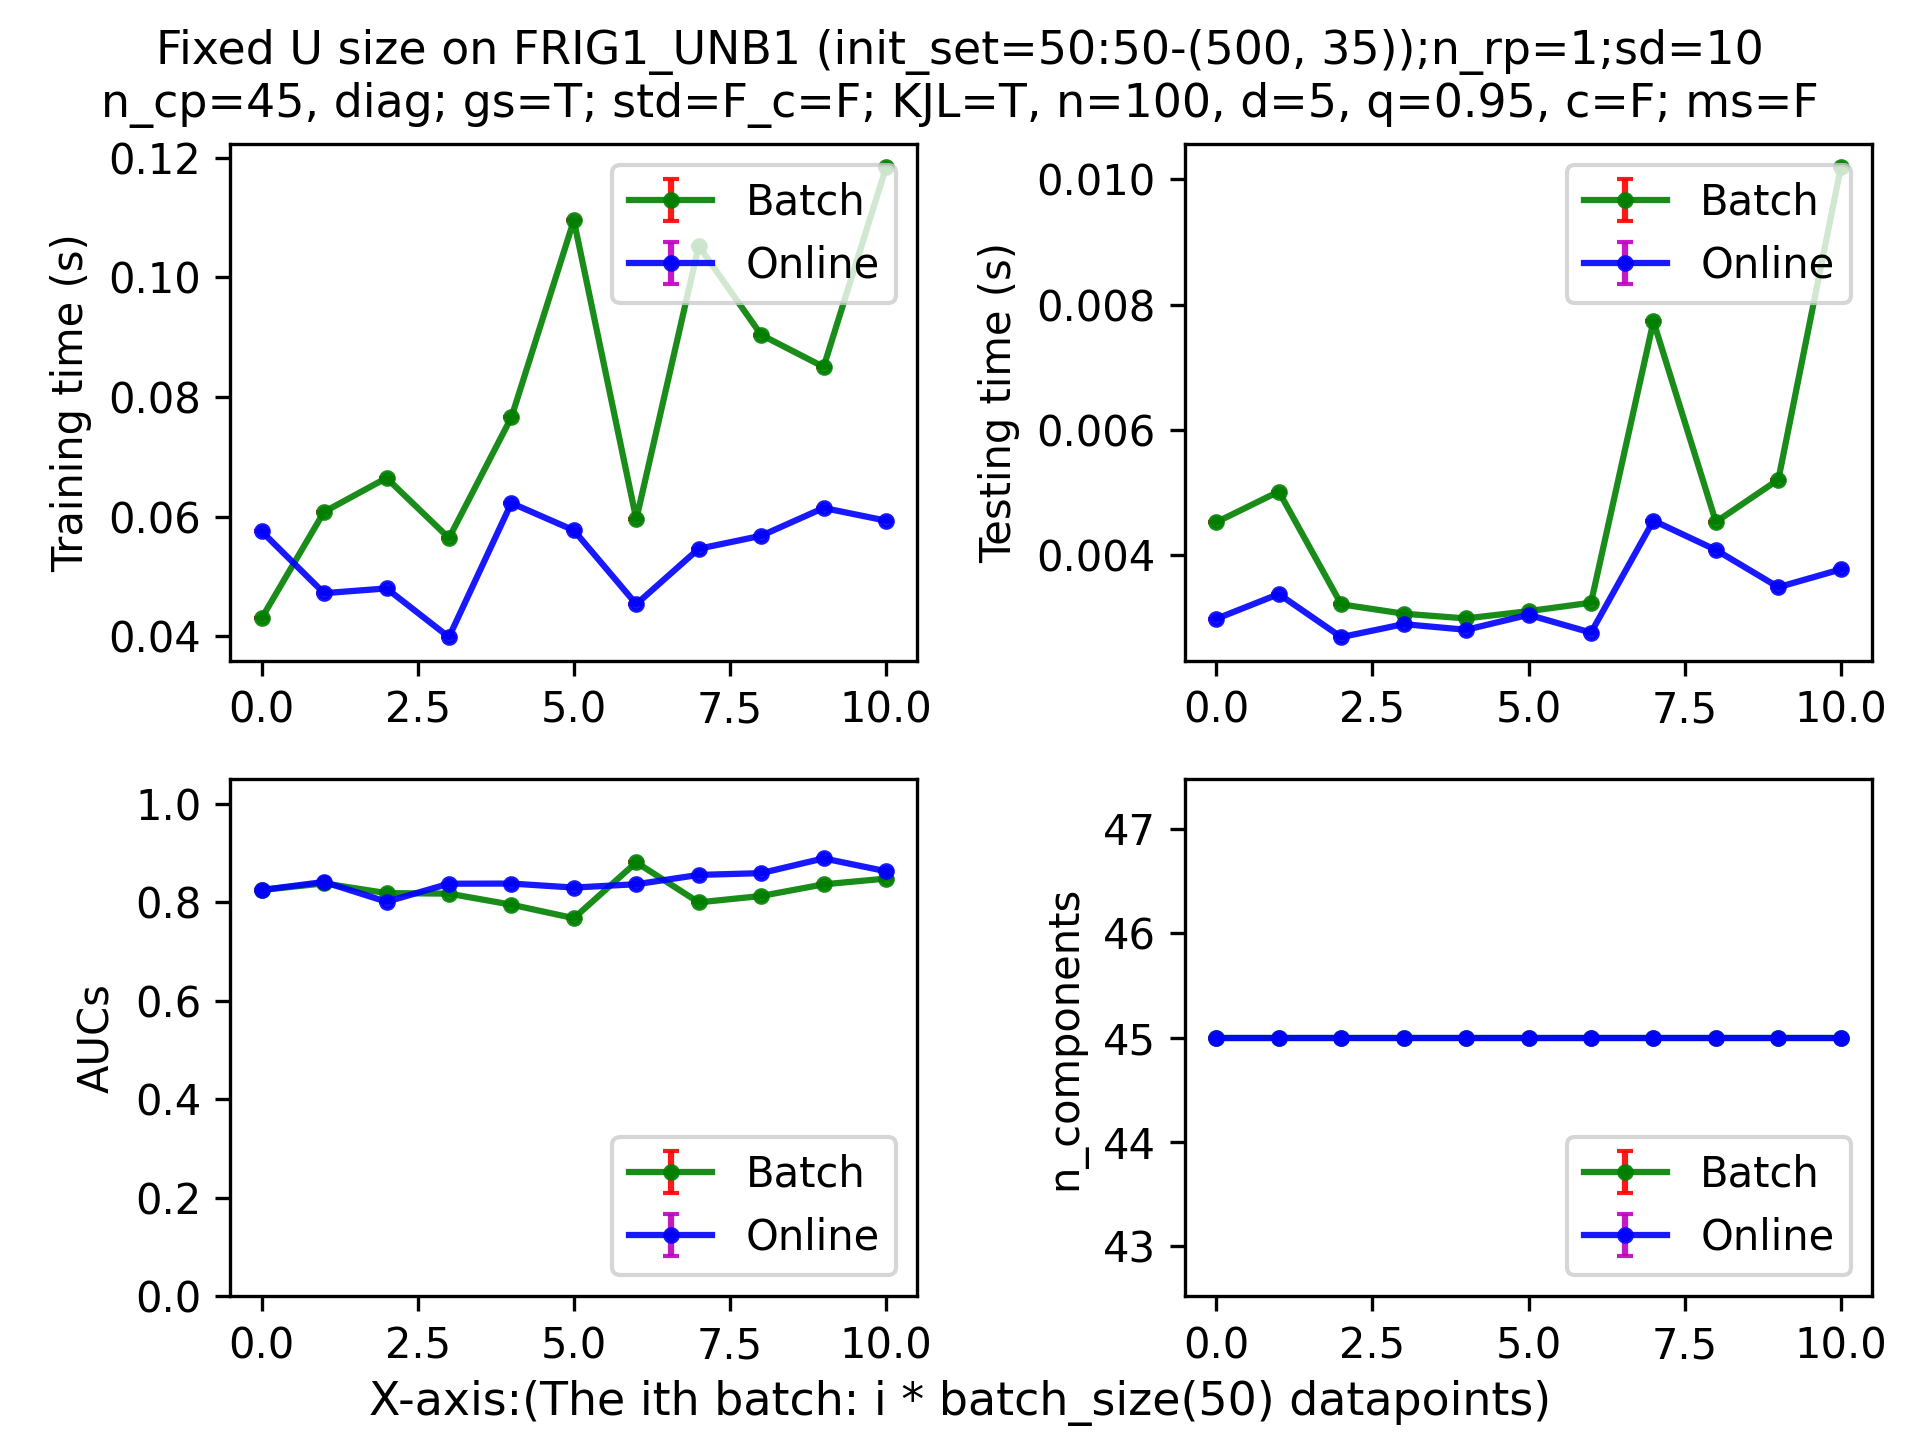 Fixed U size on FRIG1_UNB1 (init_set=50:50-(500, 35));n_rp=1;sd=10
n_cp=45, diag; gs=T; std=F_c=F; KJL=T, n=100, d=5, q=0.95, c=F; ms=F
Training time (s)
0.12
0.10
0.08
0.06
0.04
0.0 2.5 5.0 7.5 10.0
Batch
Online
Testing time (s)
0.010
0.008
0.006
0.004
0.0 2.5 5.0 7.5 10.0
Batch
Online
AUCs
1.0
0.8
0.6
0.4
0.2
0.0
0.0 2.5 5.0 7.5 10.0
Batch
Online
n_components
47
46
45
44
43
0.0 2.5 5.0 7.5 10.0
Batch
Online
X-axis:(The ith batch: i * batch_size(50) datapoints)